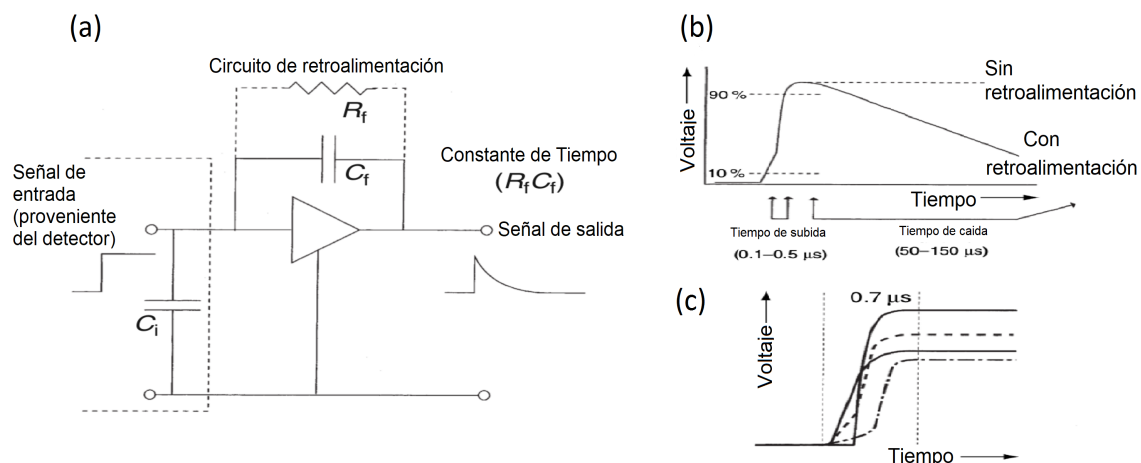 (a)
Circuito de retroalimentación
Rf
Cf
Señal de
entrada
(proveniente
del detector)
Constante de Tiempo
(RfCf)
Señal de salida
Ci
(b)
Voltaje
90 %
10 %
Sin
retroalimentación
Con
retroalimentación
Tiempo
Tiempo de subida
(0.1–0.5 µs)
Tiempo de caida
(50–150 µs)
(c)
0.7 µs
Voltaje
Tiempo